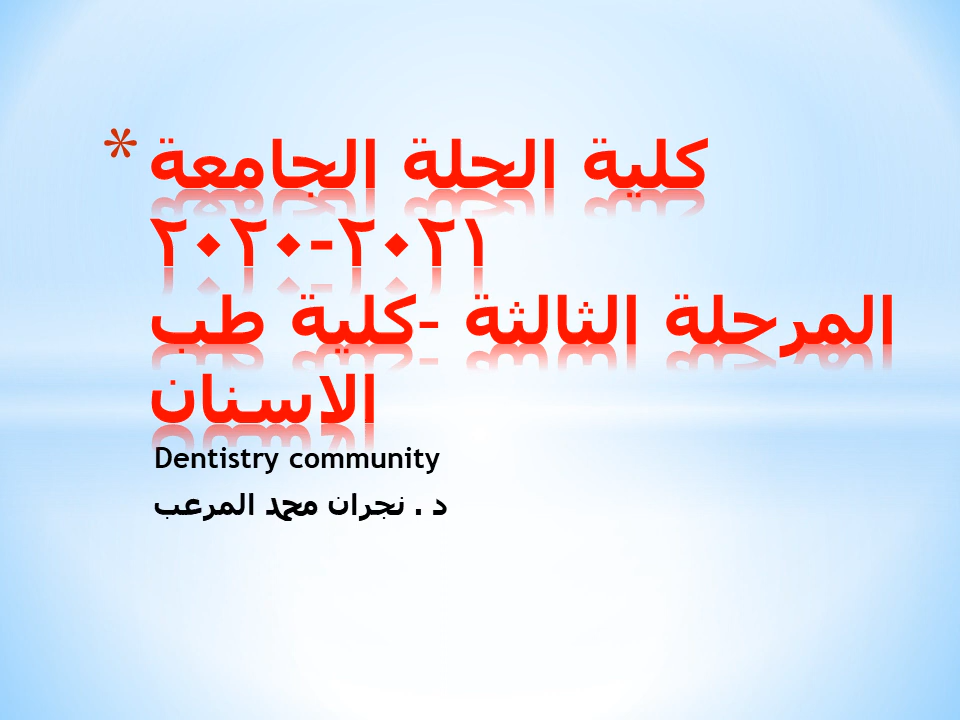 * كلية الحلة الجامعة
٢٠٢٠-٢٠٢١
المرحلة الثالثة -كلية طب
الاسنان
Dentistry community
د . نجران محمد المرعب